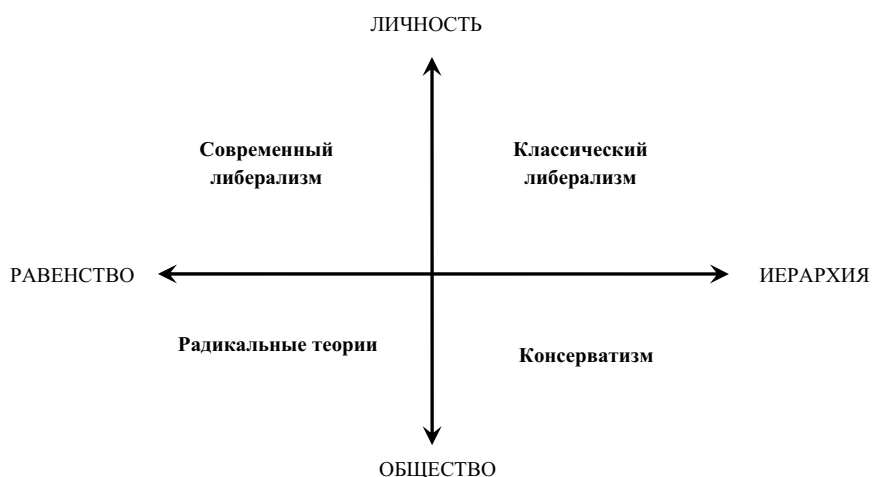 ЛИЧНОСТЬ
Современный
либерализм
Классический
либерализм
РАВЕНСТВО
ИЕРАРХИЯ
Радикальные теории
Консерватизм
ОБЩЕСТВО